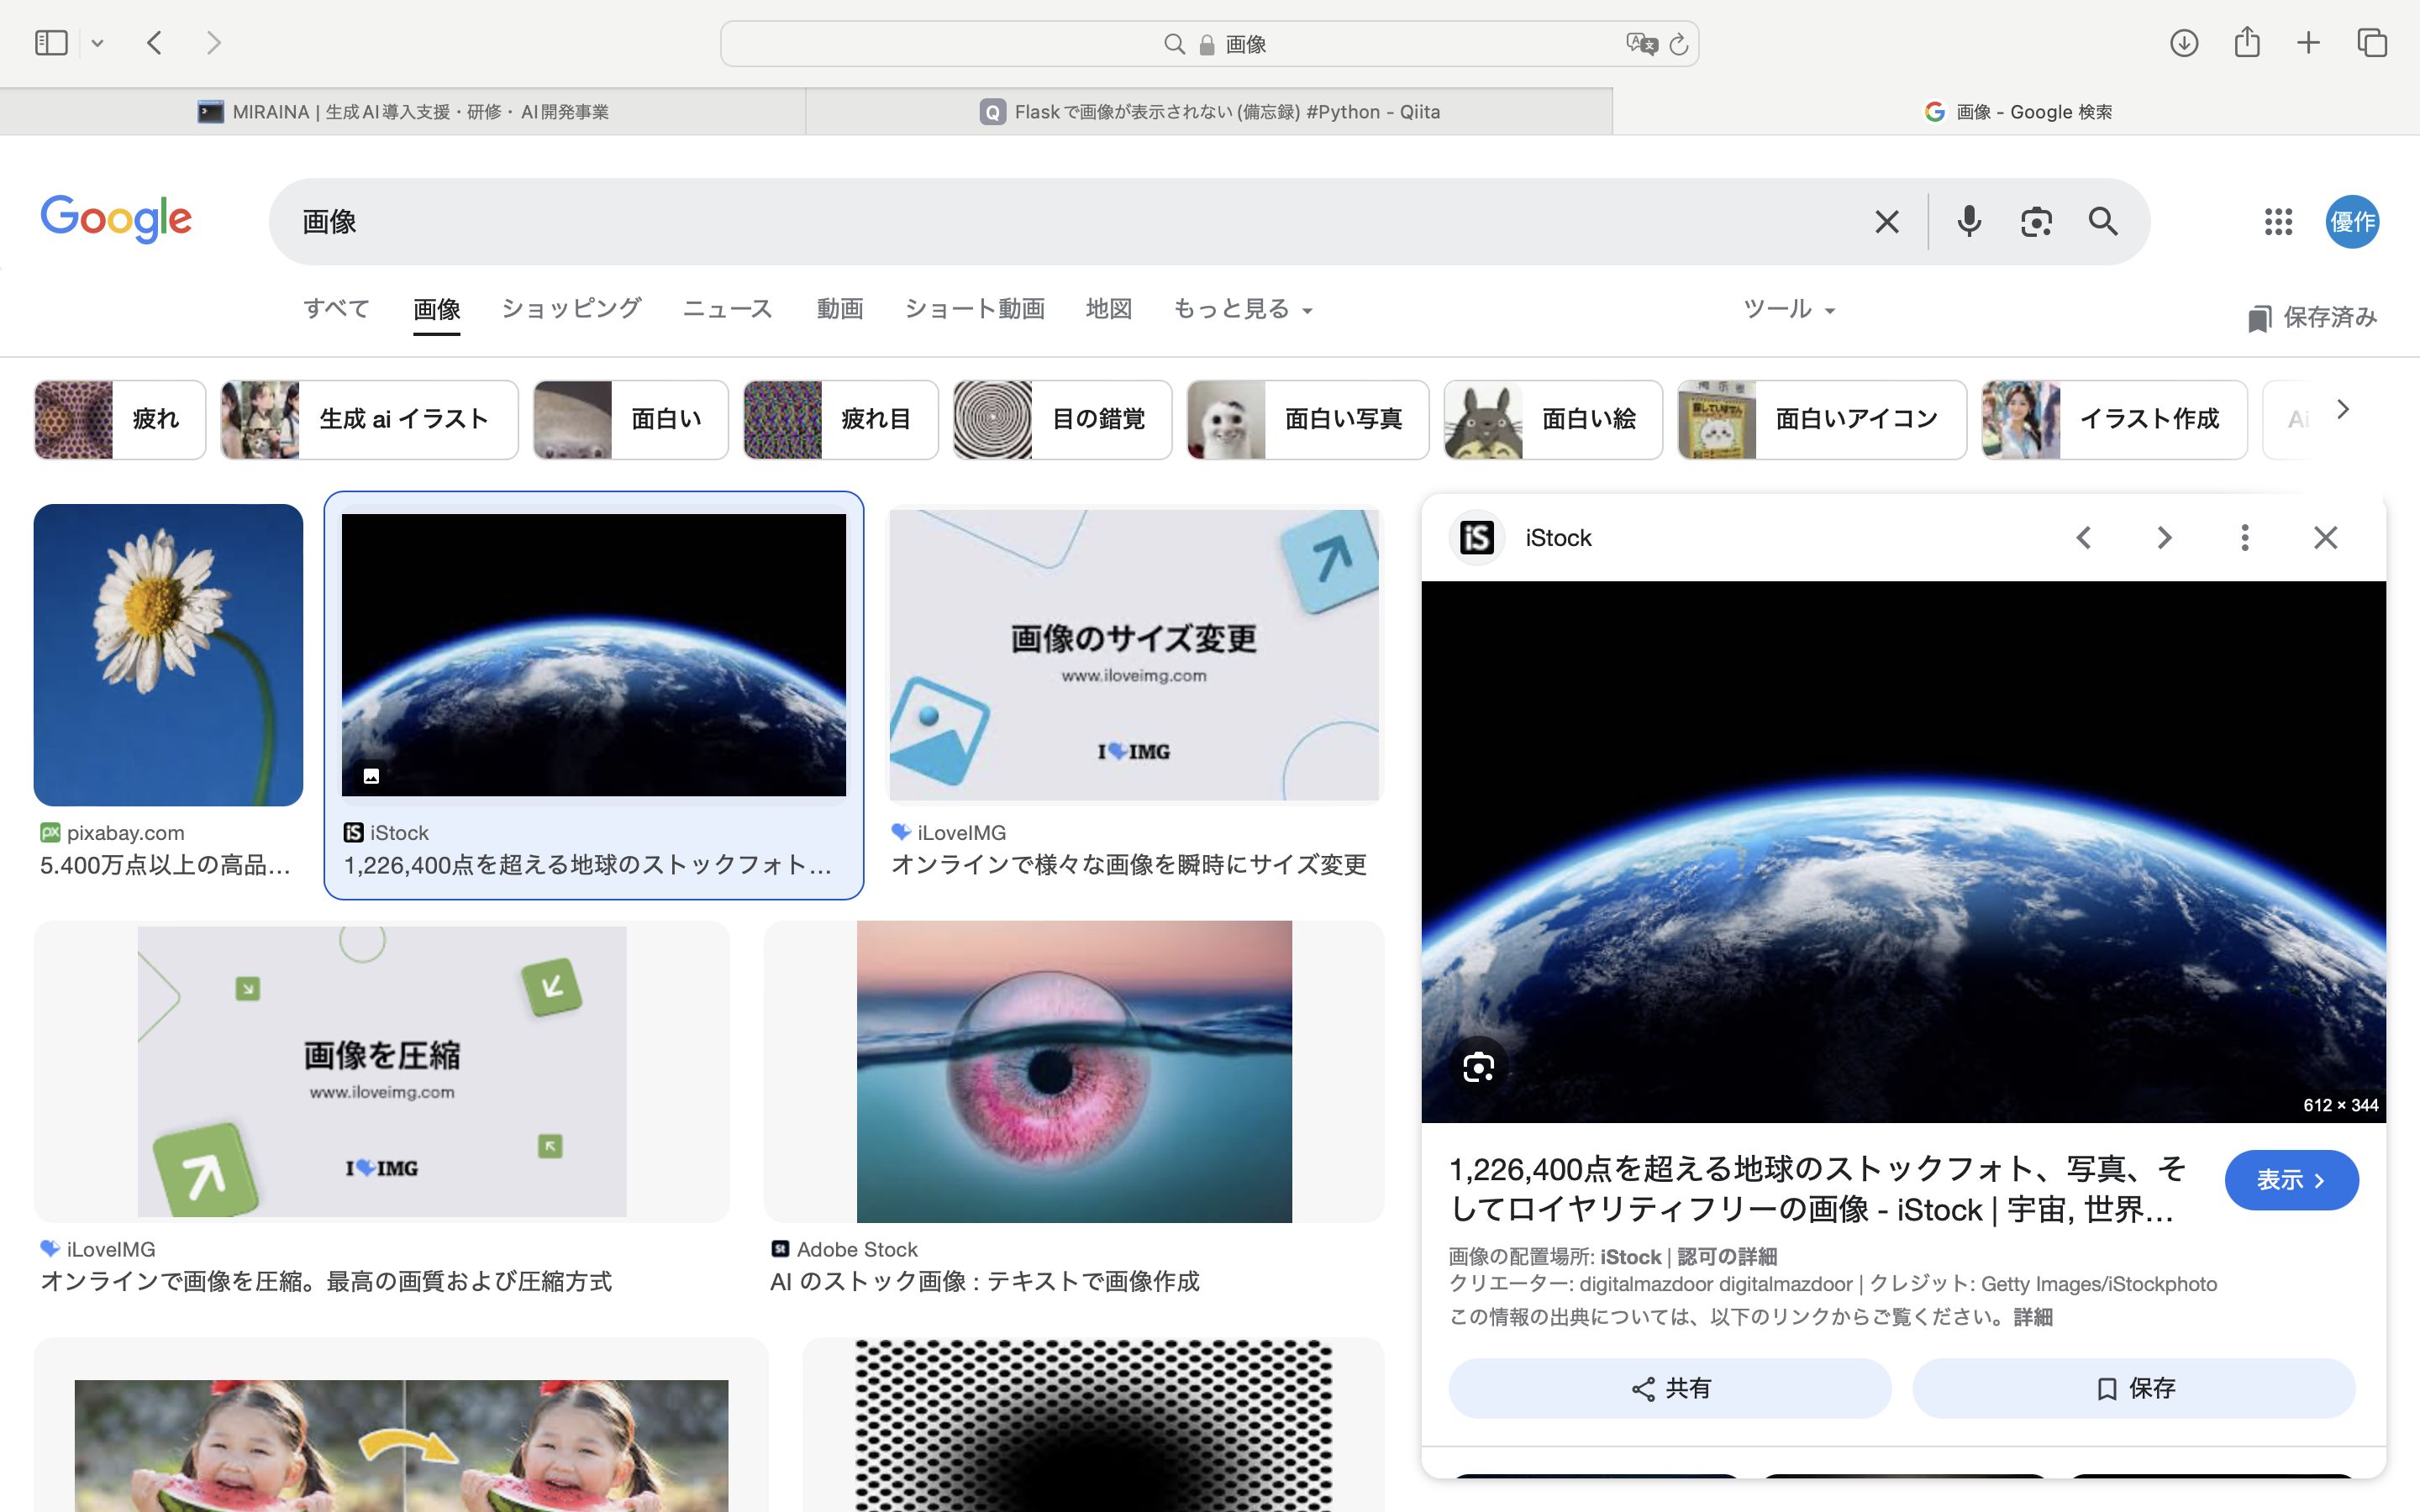 画像
MIRAINA | 生成AI導入支援・研修・AI開発事業
Flaskで画像が表示されない(備忘録) #Python - Qiita
画像 - Google 検索
Google
画像
優作
すべて
画像
ショッピング
ニュース
動画
ショート動画
地図
もっと見る
ツール
保存済み
疲れ
生成 ai イラスト
面白い
疲れ目
目の錯覚
面白い写真
面白い絵
面白いアイコン
イラスト作成
Ai
pixabay.com
5.400万点以上の高品...
iStock
1,226,400点を超える地球のストックフォト...
画像のサイズ変更
www.iloveimg.com
I IMG
iLoveIMG
オンラインで様々な画像を瞬時にサイズ変更
画像を圧縮
www.iloveimg.com
I IMG
iLoveIMG
オンラインで画像を圧縮。最高の画質および圧縮方式
St Adobe Stock
AI のストック画像 : テキストで画像作成
iS
iStock
612 × 344
1,226,400点を超える地球のストックフォト、写真、そ
してロイヤリティフリーの画像 - iStock | 宇宙, 世界...
表示
画像の配置場所: iStock | 認可の詳細
クリエーター: digitalmazdoor digitalmazdoor | クレジット: Getty Images/iStockphoto
この情報の出典については、以下のリンクからご覧ください。詳細
共有
保存